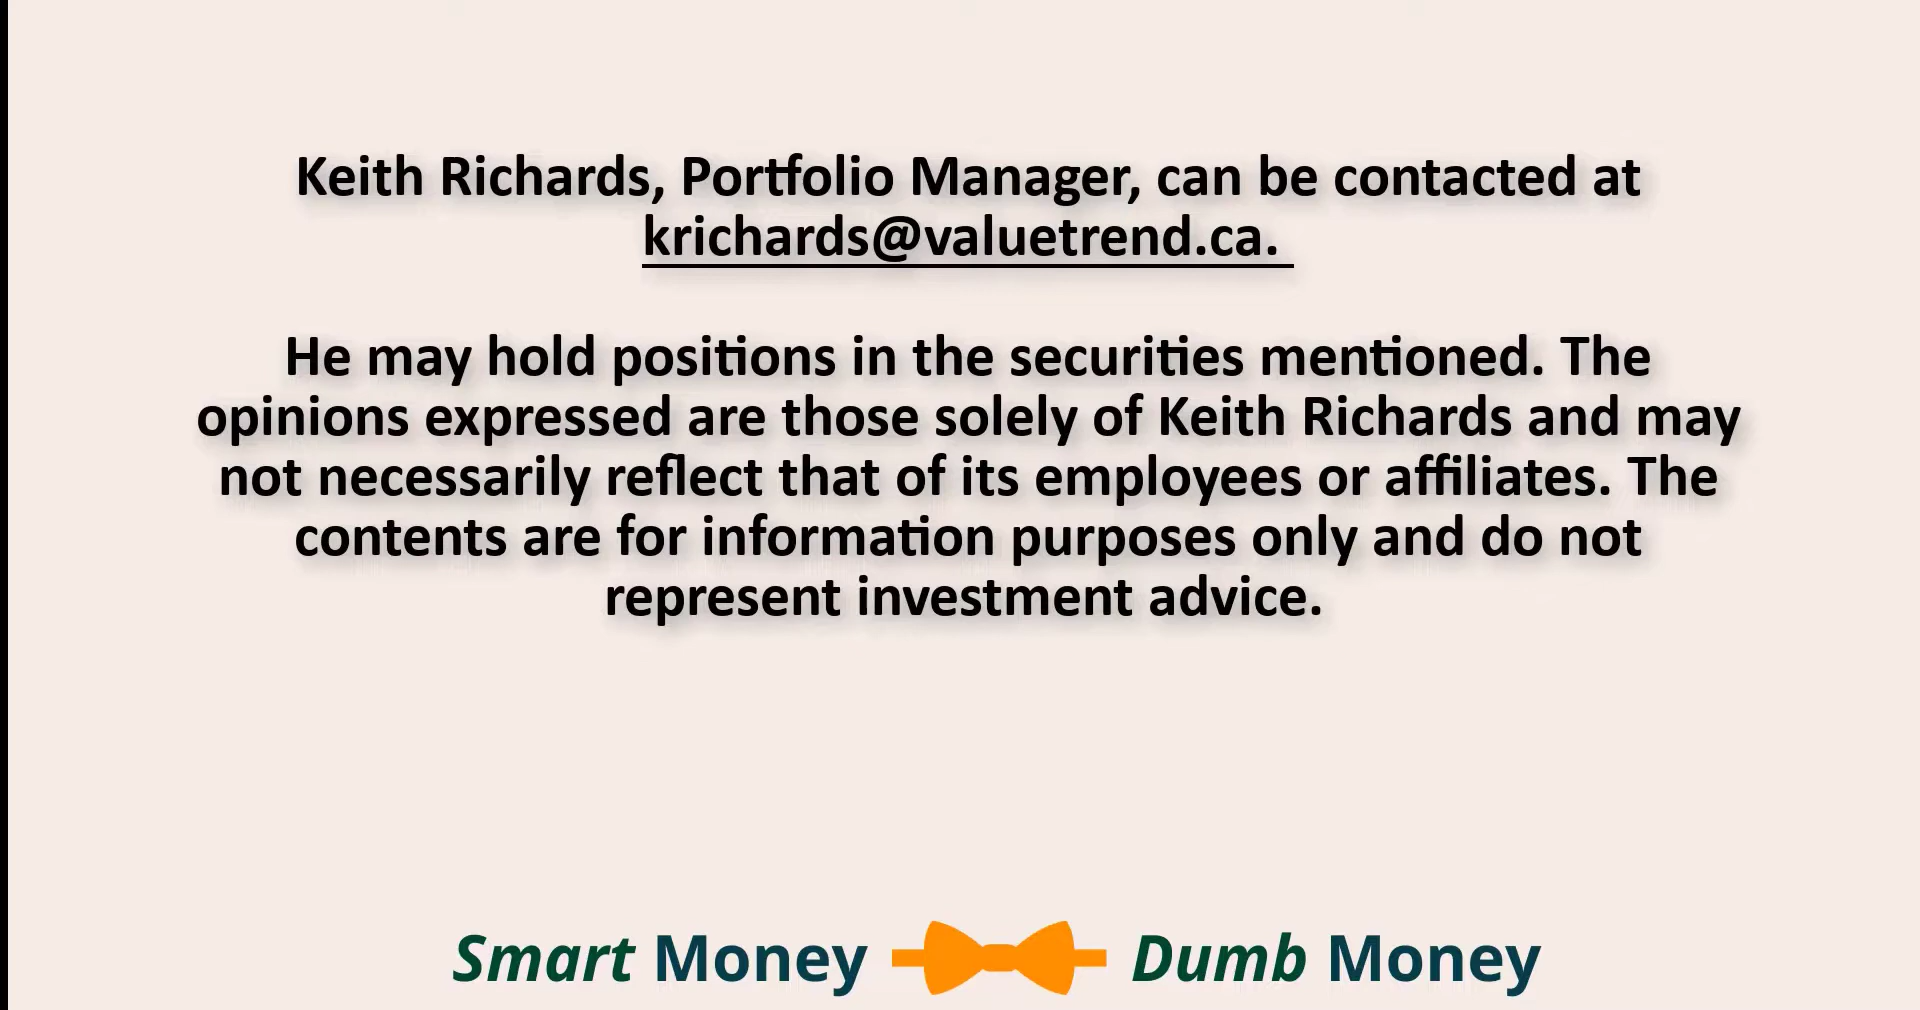 Keith Richards, Portfolio Manager, can be contacted at
krichards@valuetrend.ca.
He may hold positions in the securities mentioned. The
opinions expressed are those solely of Keith Richards and may
not necessarily reflect that of its employees or affiliates. The
contents are for information purposes only and do not
represent investment advice.
Smart Money Dumb Money